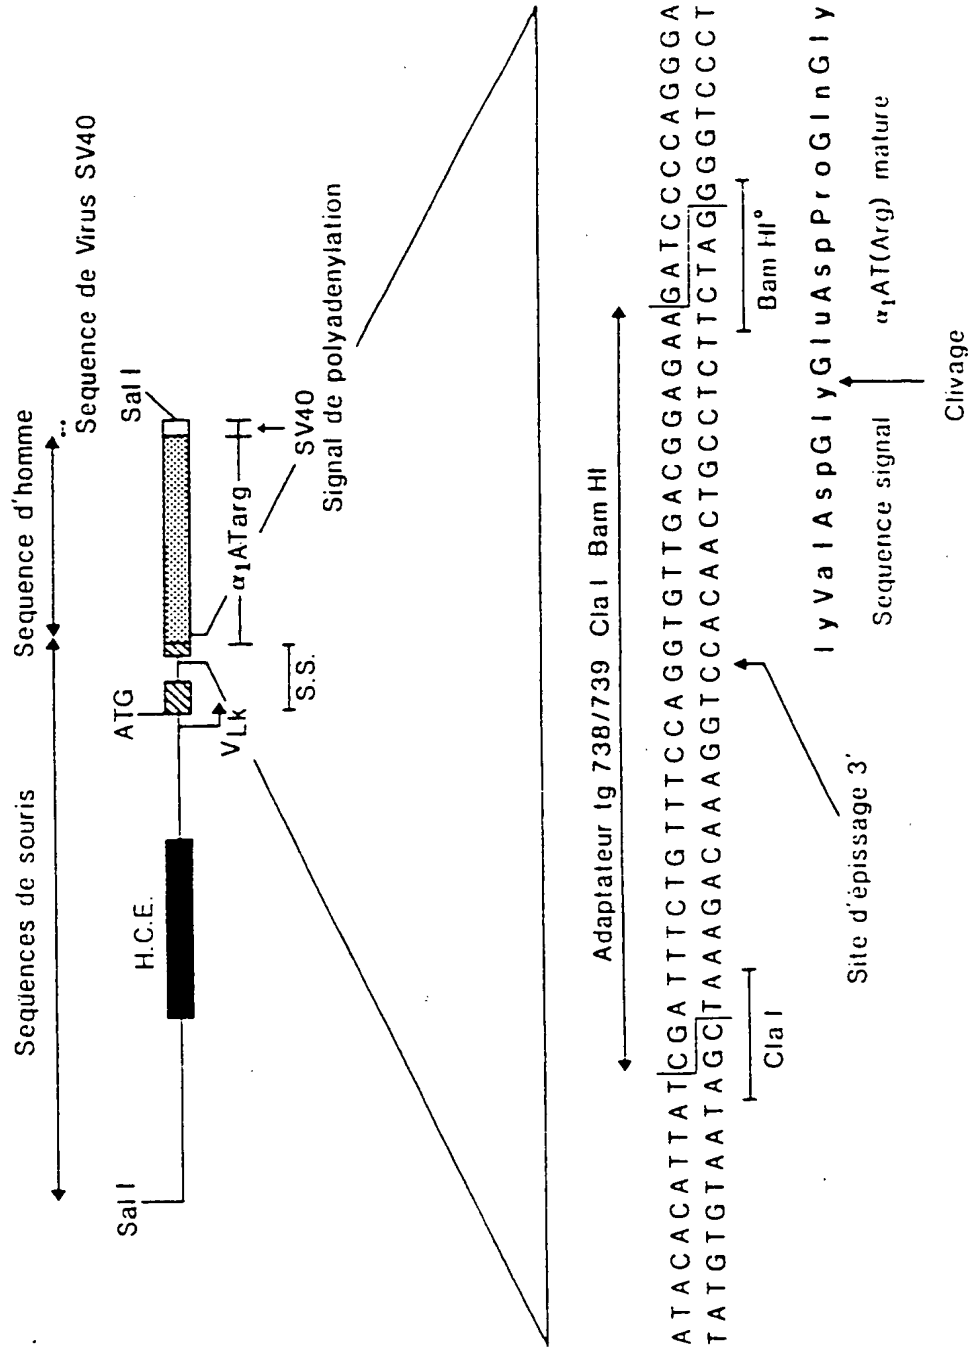 Sequences de souris
Sequence d'homme
Sequence de Virus SV40
Sal I
H.C.E.
ATG
Sal I
VLk
S.S.
α1ATarg
SV40
Signal de polyadenylation
Adaptateur tg 738/739 Cla I Bam HI
ATACACATTATCGATTTCTGTTTCCAGGTGTTGACGGAGAAGATCCCCAGGGA
TATGTGTAATAGCTAAAGACAAAGGTCCACAACTGCCTCTTCTAGGGGTCCCT
Cla I
Bam HI°
Site d'épissage 3'
lyValAspGlyGluAspProGlnGly
Sequence signal
α1AT(Arg) mature
Clivage